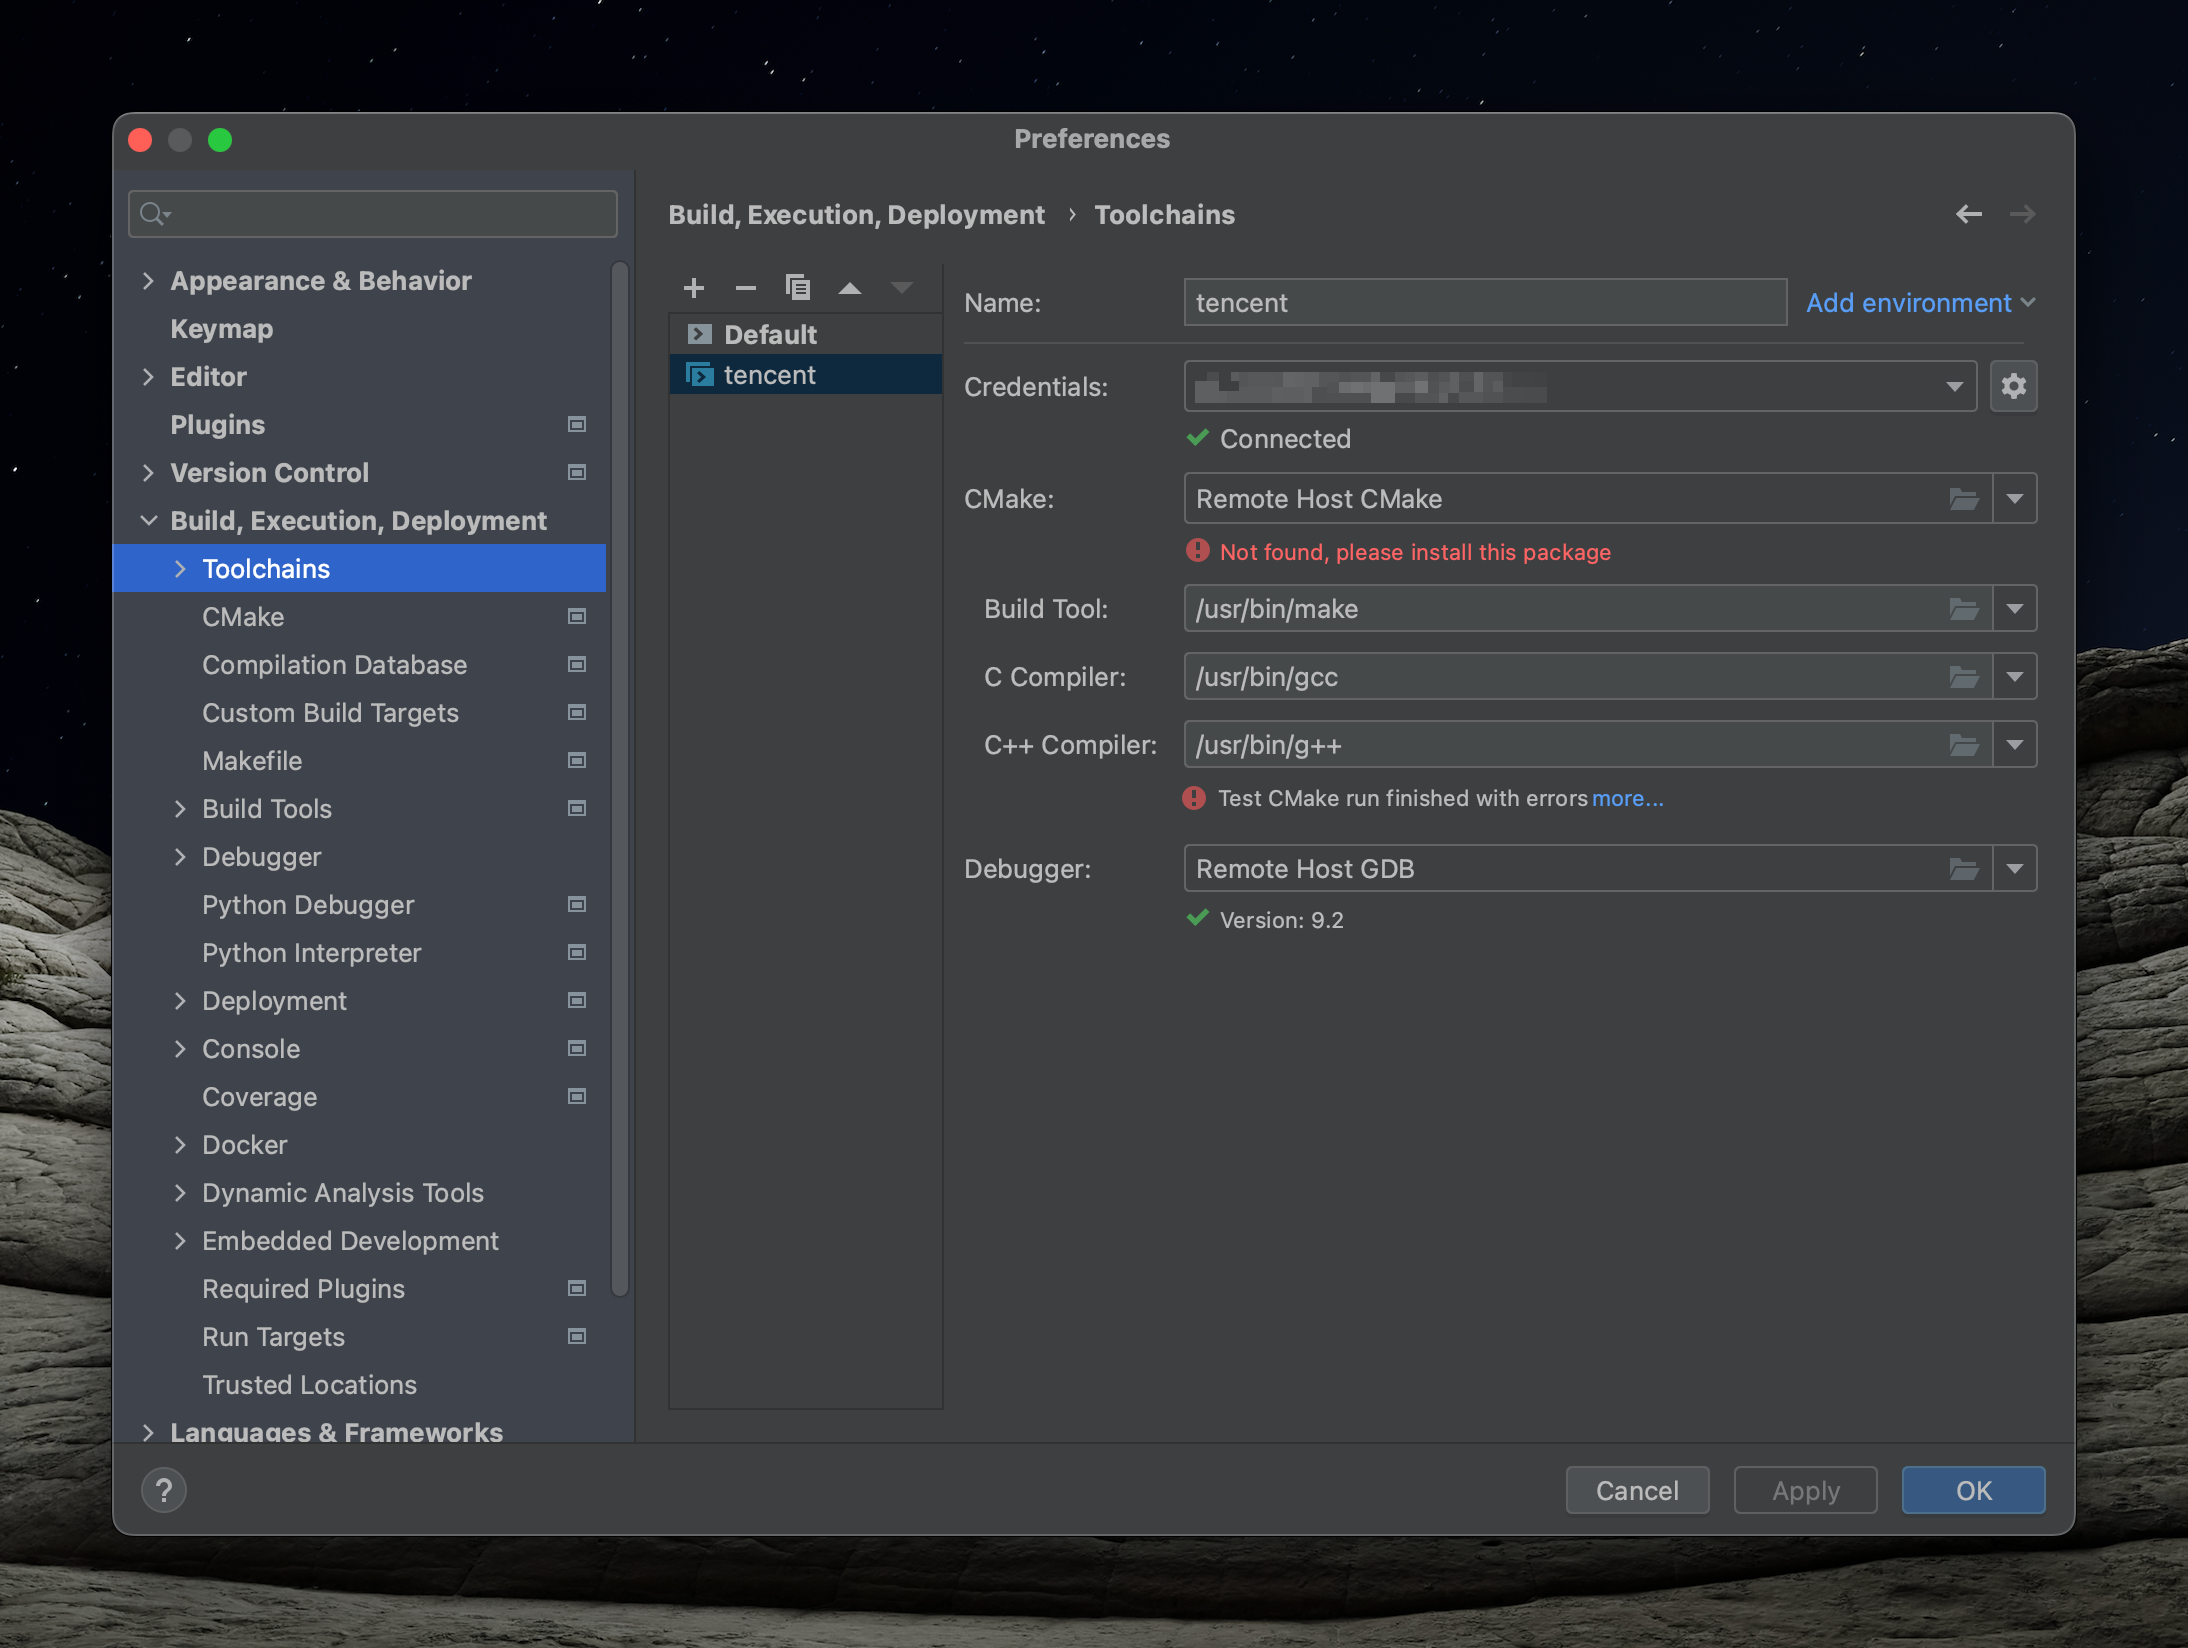 Preferences
Appearance & Behavior
Keymap
Editor
Plugins
Version Control
Build, Execution, Deployment
Toolchains
CMake
Compilation Database
Custom Build Targets
Makefile
Build Tools
Debugger
Python Debugger
Python Interpreter
Deployment
Console
Coverage
Docker
Dynamic Analysis Tools
Embedded Development
Required Plugins
Run Targets
Trusted Locations
Languages & Frameworks
Build, Execution, Deployment › Toolchains
Default
tencent
Name: tencent Add environment
Credentials:
Connected
CMake: Remote Host CMake
Not found, please install this package
Build Tool: /usr/bin/make
C Compiler: /usr/bin/gcc
C++ Compiler: /usr/bin/g++
Test CMake run finished with errors more...
Debugger: Remote Host GDB
Version: 9.2
? Cancel Apply OK